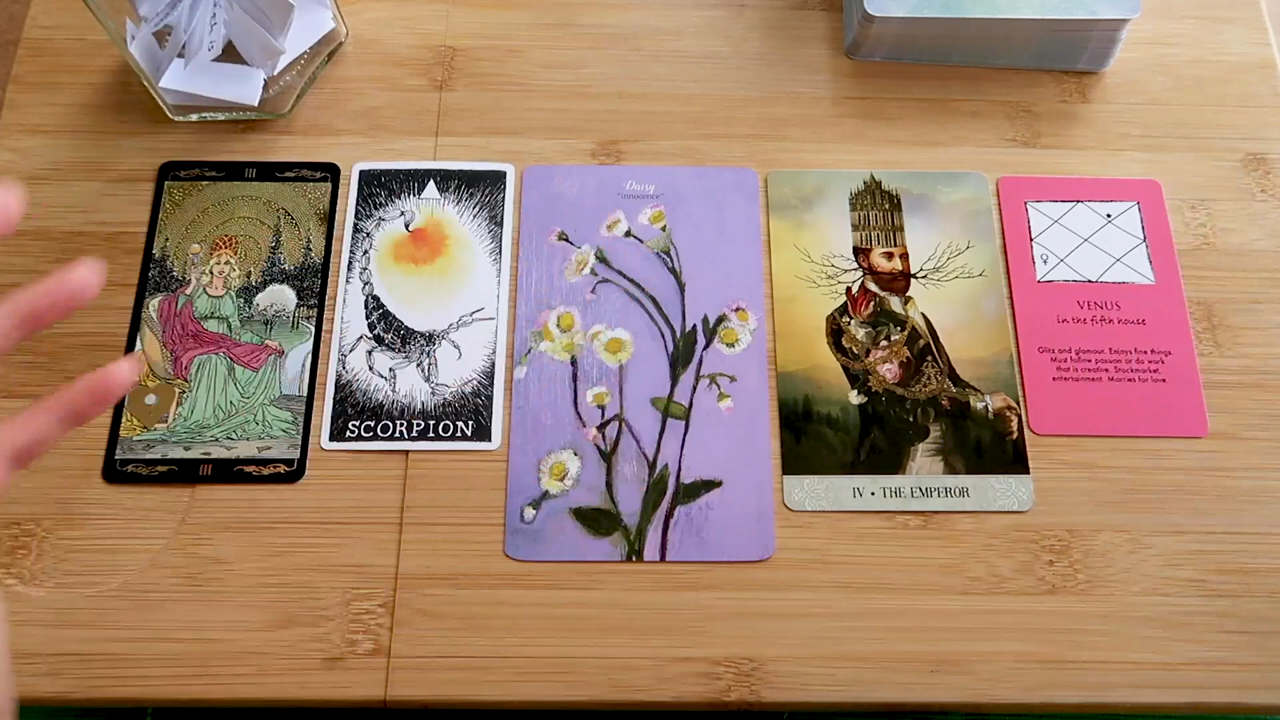 III
III
SCORPION
Daisy
"innocence"
IV • THE EMPEROR
VENUS
in the fifth house
Glitz and glamour. Enjoys fine things.
Must follow passion or do work
that is creative. Stockmarket,
entertainment. Marries for love.